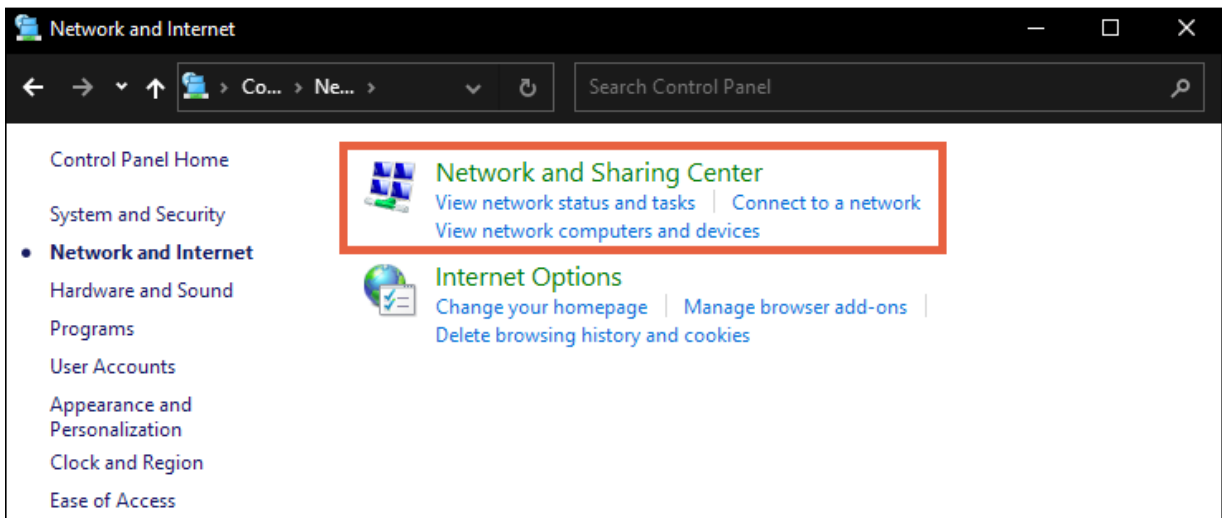 Network and Internet
Co... > Ne... >
Search Control Panel
Control Panel Home
System and Security
Network and Internet
Hardware and Sound
Programs
User Accounts
Appearance and
Personalization
Clock and Region
Ease of Access
Network and Sharing Center
View network status and tasks
Connect to a network
View network computers and devices
Internet Options
Change your homepage
Manage browser add-ons
Delete browsing history and cookies